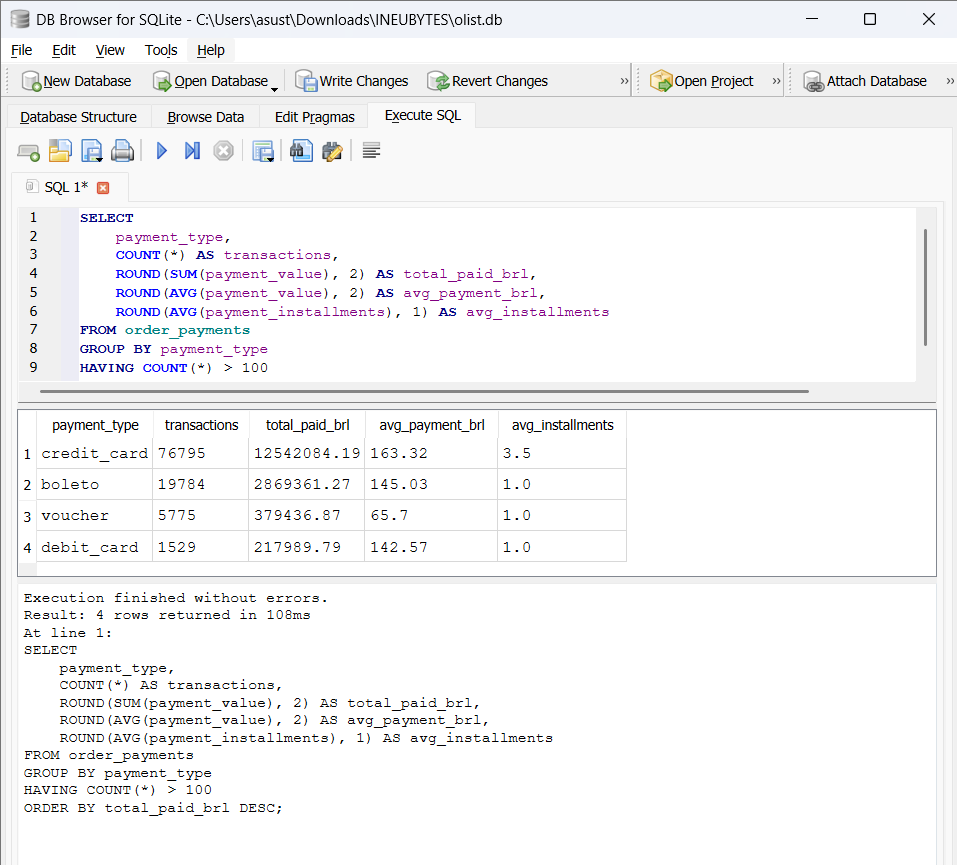 DB Browser for SQLite - C:\Users\asust\Downloads\INEUBYTES\olist.db
File Edit View Tools Help
New Database Open Database Write Changes Revert Changes » Open Project » Attach Database »
Database Structure Browse Data Edit Pragmas Execute SQL
SQL 1*
1 SELECT
2 payment_type,
3 COUNT(*) AS transactions,
4 ROUND(SUM(payment_value), 2) AS total_paid_brl,
5 ROUND(AVG(payment_value), 2) AS avg_payment_brl,
6 ROUND(AVG(payment_installments), 1) AS avg_installments
7 FROM order_payments
8 GROUP BY payment_type
9 HAVING COUNT(*) > 100
payment_type transactions total_paid_brl avg_payment_brl avg_installments
1 credit_card 76795 12542084.19 163.32 3.5
2 boleto 19784 2869361.27 145.03 1.0
3 voucher 5775 379436.87 65.7 1.0
4 debit_card 1529 217989.79 142.57 1.0
Execution finished without errors.
Result: 4 rows returned in 108ms
At line 1:
SELECT
payment_type,
COUNT(*) AS transactions,
ROUND(SUM(payment_value), 2) AS total_paid_brl,
ROUND(AVG(payment_value), 2) AS avg_payment_brl,
ROUND(AVG(payment_installments), 1) AS avg_installments
FROM order_payments
GROUP BY payment_type
HAVING COUNT(*) > 100
ORDER BY total_paid_brl DESC;